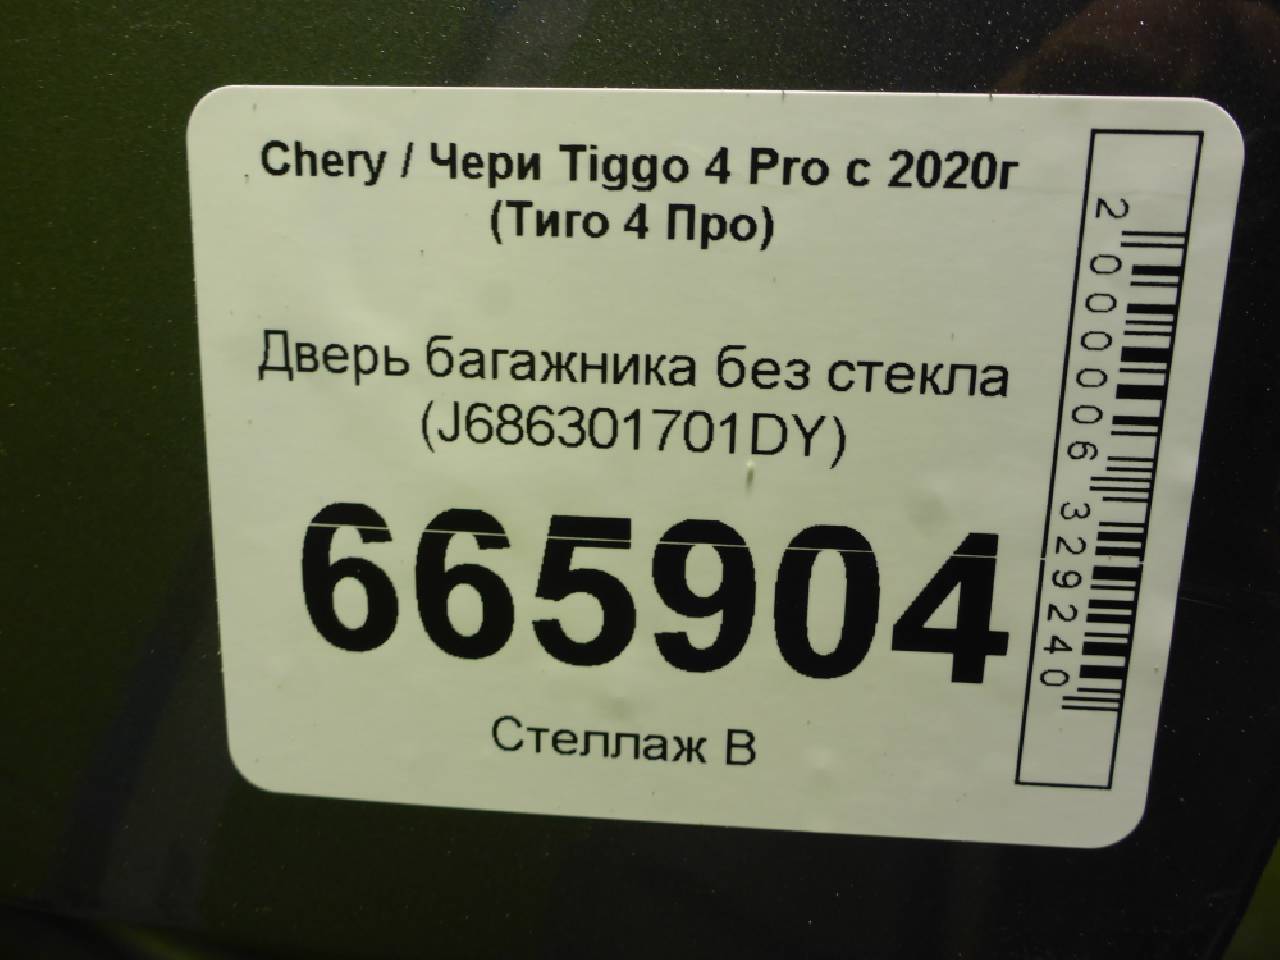 Chery / Чери Tiggo 4 Pro с 2020г
(Тиго 4 Про)
Дверь багажника без стекла
(J686301701DY)
665904
Стеллаж В
2000006329240